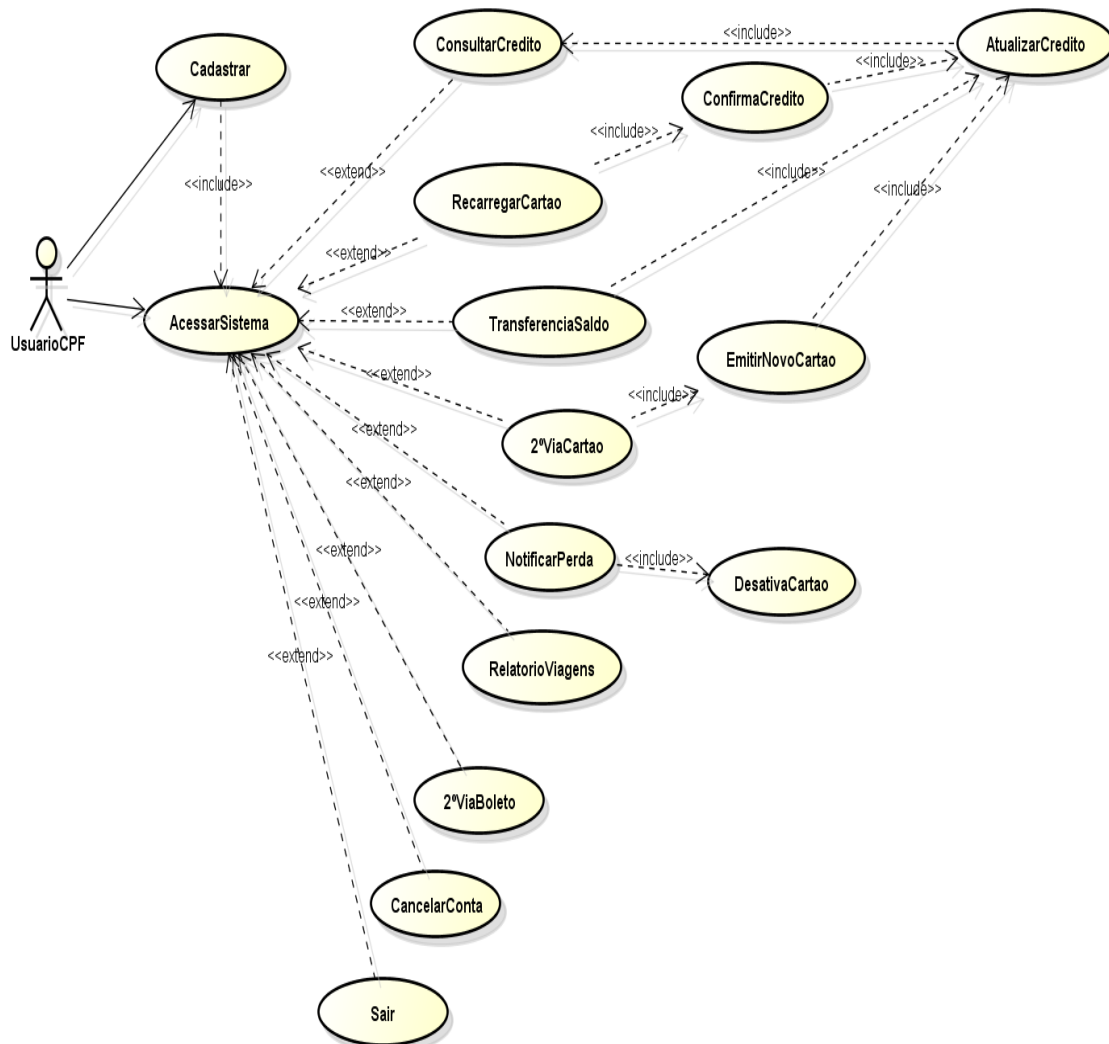 ConsultarCredito
<<include>>
AtualizarCredito
Cadastrar
<<include>>
ConfirmaCredito
<<include>>
<<include>>
<<extend>>
<<include>>
<<include>>
RecarregarCartao
<<include>>
<<extend>>
AcessarSistema
<<extend>>
TransferenciaSaldo
UsuarioCPF
EmitirNovoCartao
<<extend>>
<<include>>
<<extend>>
2ªViaCartao
<<extend>>
<<extend>>
NotificarPerda
<<include>>
DesativaCartao
<<extend>>
<<extend>>
RelatorioViagens
2ªViaBoleto
CancelarConta
Sair